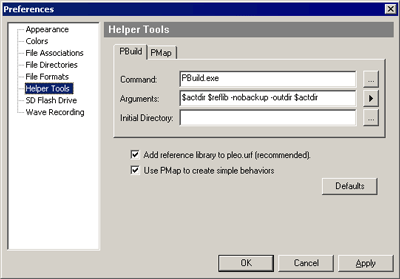 Preferences
Appearance
Colors
File Associations
File Directories
File Formats
Helper Tools
SD Flash Drive
Wave Recording
Helper Tools
PBuild PMap
Command: PBuild.exe ...
Arguments: $actdir $reflib -nobackup -outdir $actdir
Initial Directory: ...
Add reference library to pleo.urf (recommended).
Use PMap to create simple behaviors
Defaults
OK Cancel Apply